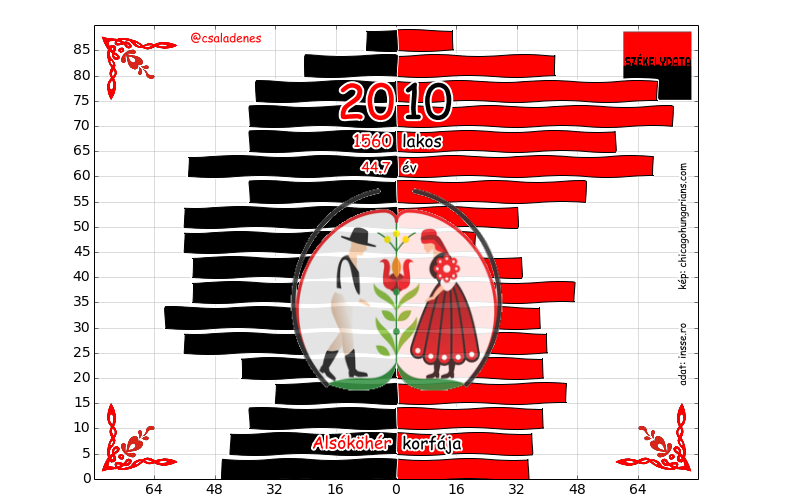 @csaladenes
SZÉKELYDATA
2010
1560 lakos
44.7 év
kép: chicagohungarians.com
adat: insse.ro
Alsóköhér korfája
85
80
75
70
65
60
55
50
45
40
35
30
25
20
15
10
5
0
64 48 32 16 0 16 32 48 64